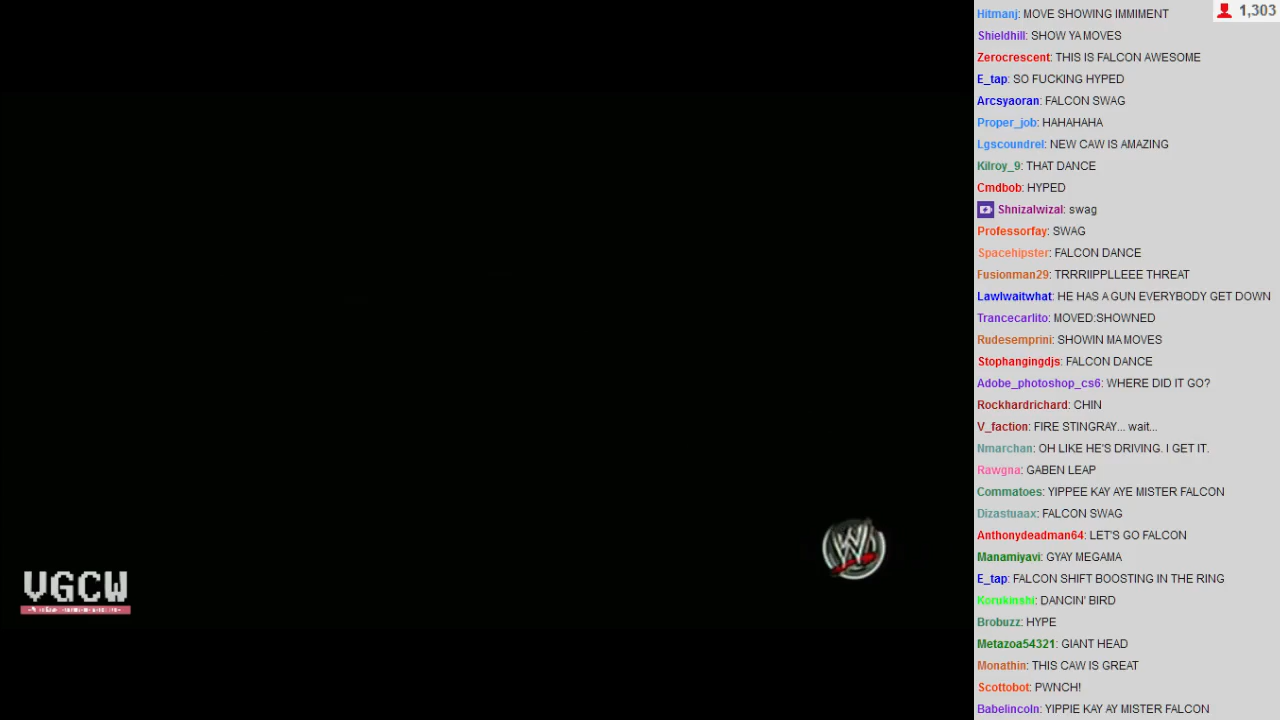 Hitmanj: MOVE SHOWING IMMIMENT
1,303
Shieldhill: SHOW YA MOVES
Zerocrescent: THIS IS FALCON AWESOME
E_tap: SO FUCKING HYPED
Arcsyaoran: FALCON SWAG
Proper_job: HAHAHAHA
Lgscoundrel: NEW CAW IS AMAZING
Kilroy_9: THAT DANCE
Cmdbob: HYPED
Shnizalwizal: swag
Professorfay: SWAG
Spacehipster: FALCON DANCE
Fusionman29: TRRRIIPPLLEEE THREAT
Lawlwaitwhat: HE HAS A GUN EVERYBODY GET DOWN
Trancecarlito: MOVED:SHOWNED
Rudesemprini: SHOWIN MA MOVES
Stophangingdjs: FALCON DANCE
Adobe_photoshop_cs6: WHERE DID IT GO?
Rockhardrichard: CHIN
V_faction: FIRE STINGRAY... wait...
Nmarchan: OH LIKE HE'S DRIVING. I GET IT.
Rawgna: GABEN LEAP
Commatoes: YIPPEE KAY AYE MISTER FALCON
Dizastuaax: FALCON SWAG
Anthonydeadman64: LET'S GO FALCON
Manamiyavi: GYAY MEGAMA
E_tap: FALCON SHIFT BOOSTING IN THE RING
Korukinshi: DANCIN' BIRD
Brobuzz: HYPE
Metazoa54321: GIANT HEAD
Monathin: THIS CAW IS GREAT
Scottobot: PWNCH!
Babelincoln: YIPPIE KAY AY MISTER FALCON
W
VGCW